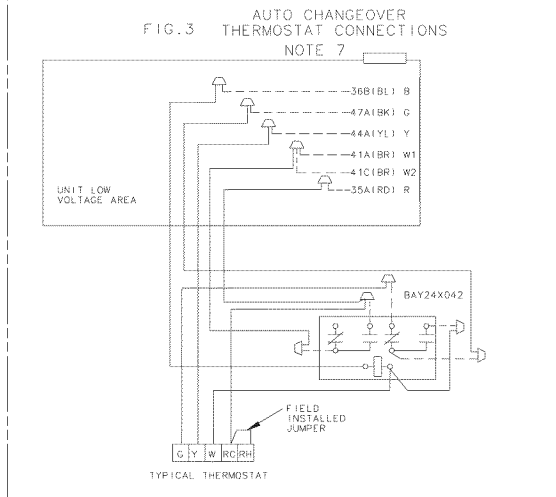 AUTO CHANGEOVER
FIG.3 THERMOSTAT CONNECTIONS
NOTE 7
36B(BL) B
47A(BK) G
44A(YL) Y
41A(BR) W1
41C(BR) W2
35A(RD) R
UNIT LOW
VOLTAGE AREA
BAY24X042
FIELD
INSTALLED
JUMPER
G Y W RC RH
TYPICAL THERMOSTAT